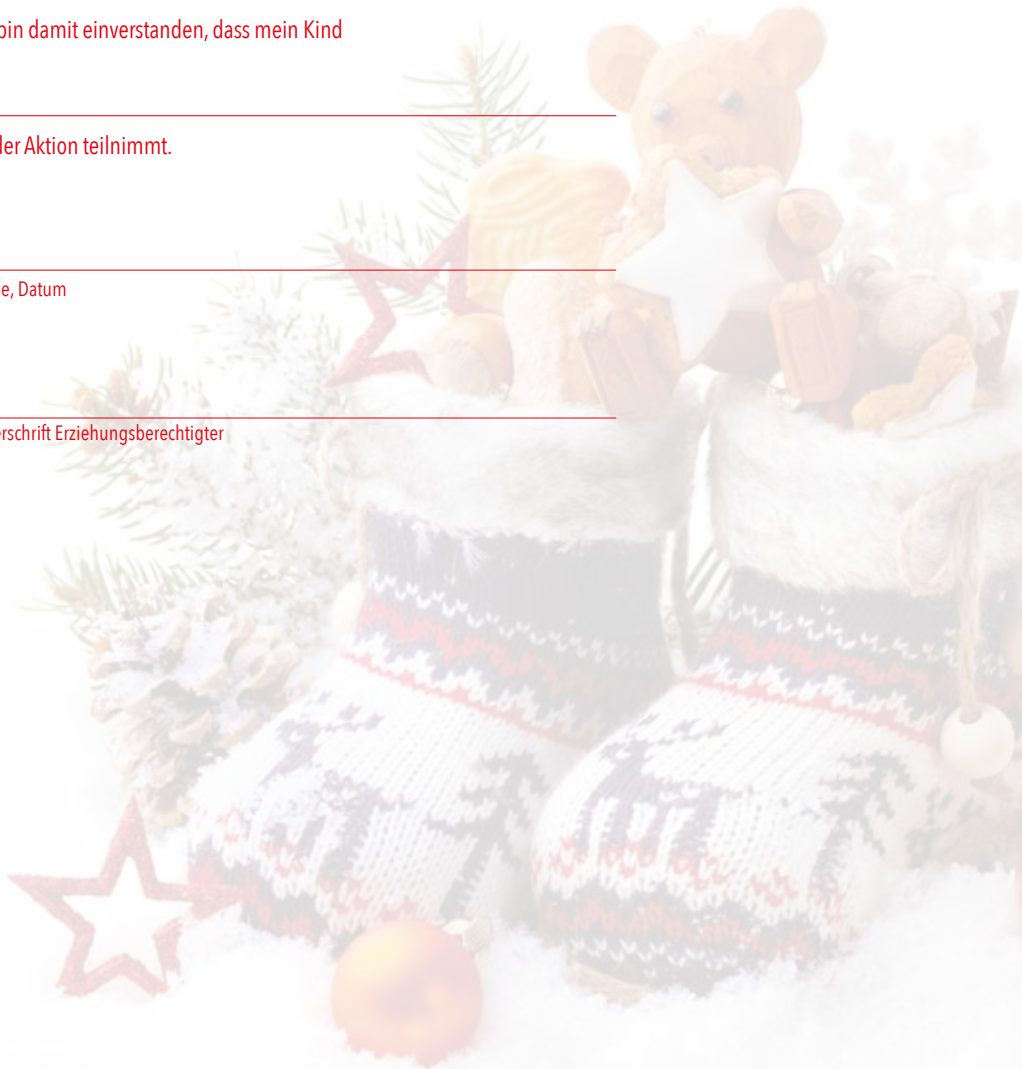 bin damit einverstanden, dass mein Kind
der Aktion teilnimmt.
e, Datum
erschrift Erziehungsberechtigter